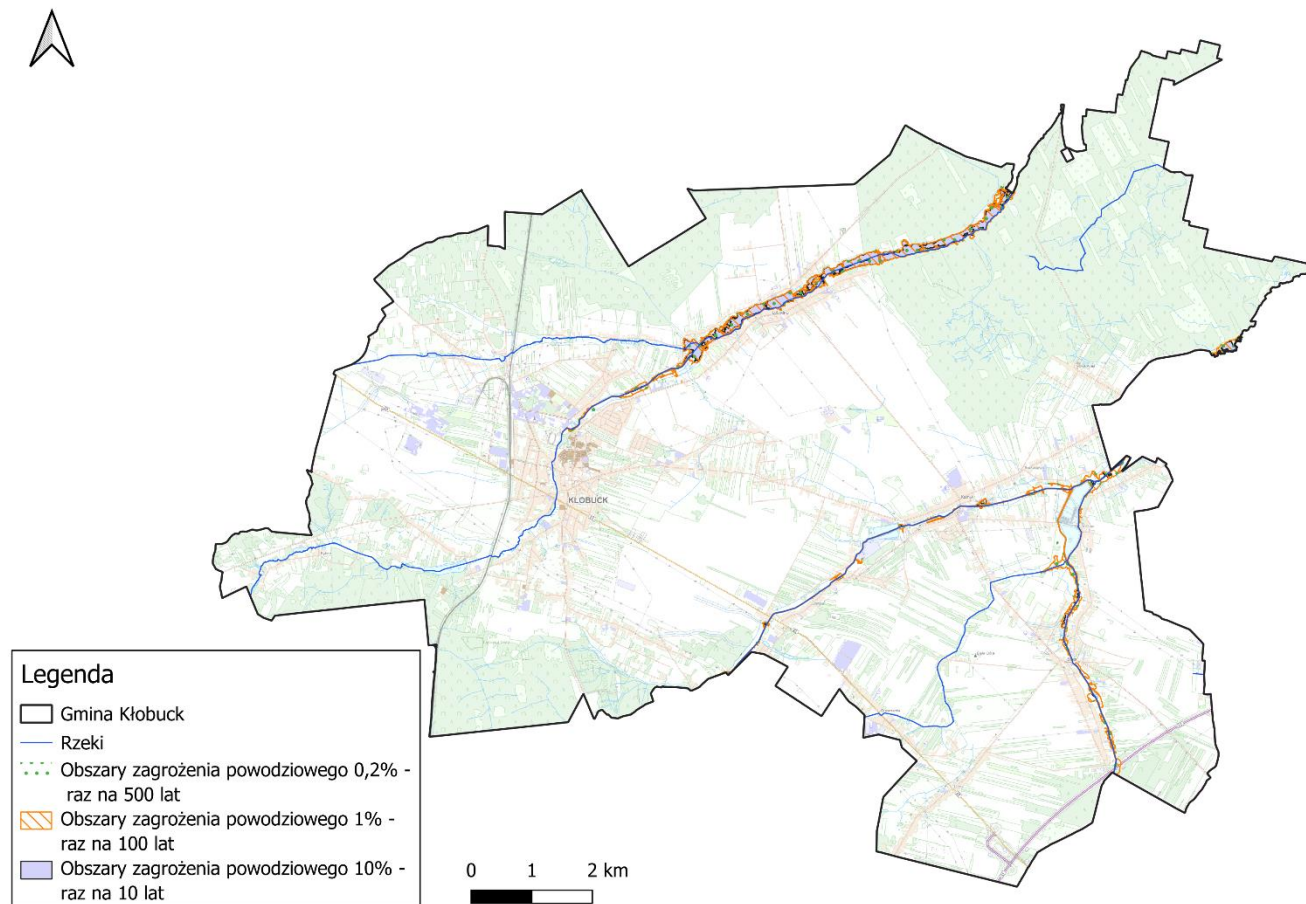 KŁOBUCK
Legenda
Gmina Kłobuck
Rzeki
Obszary zagrożenia powodziowego 0,2% -
raz na 500 lat
Obszary zagrożenia powodziowego 1% -
raz na 100 lat
Obszary zagrożenia powodziowego 10% -
raz na 10 lat
0 1 2 km